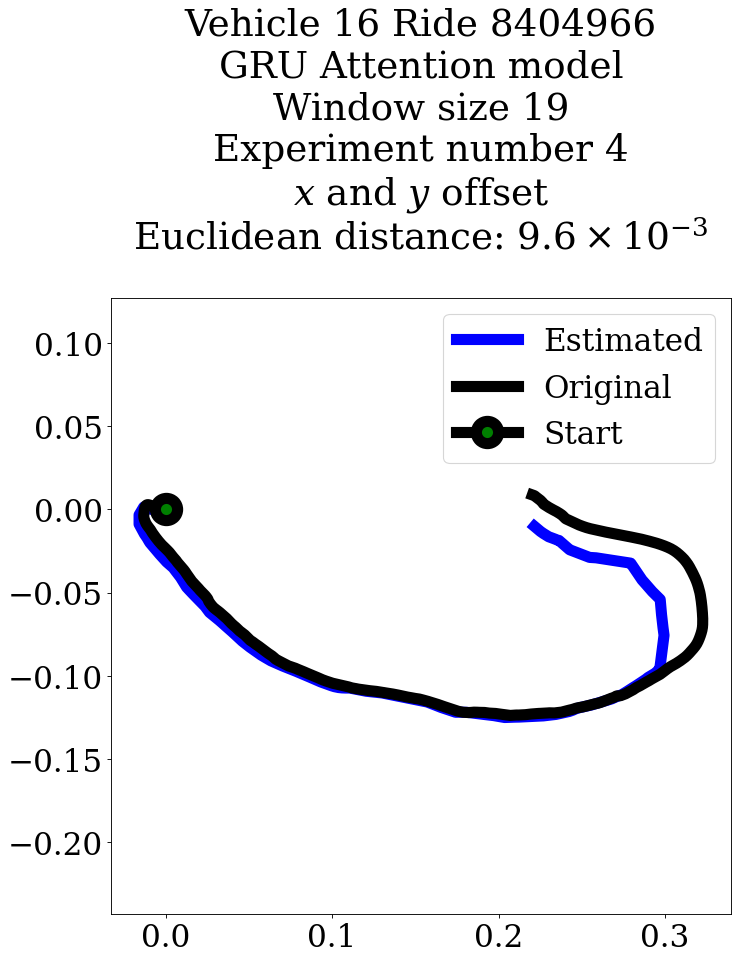 Vehicle 16 Ride 8404966
GRU Attention model
Window size 19
Experiment number 4
x and y offset
Euclidean distance: 9.6 × 10⁻³
Estimated
Original
Start
0.10
0.05
0.00
−0.05
−0.10
−0.15
−0.20
0.0 0.1 0.2 0.3